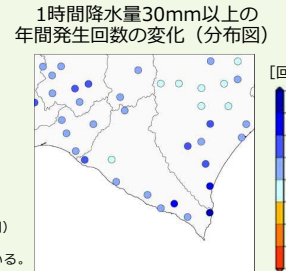 1時間降水量30mm以上の
年間発生回数の変化（分布図）
[回
）
いる。